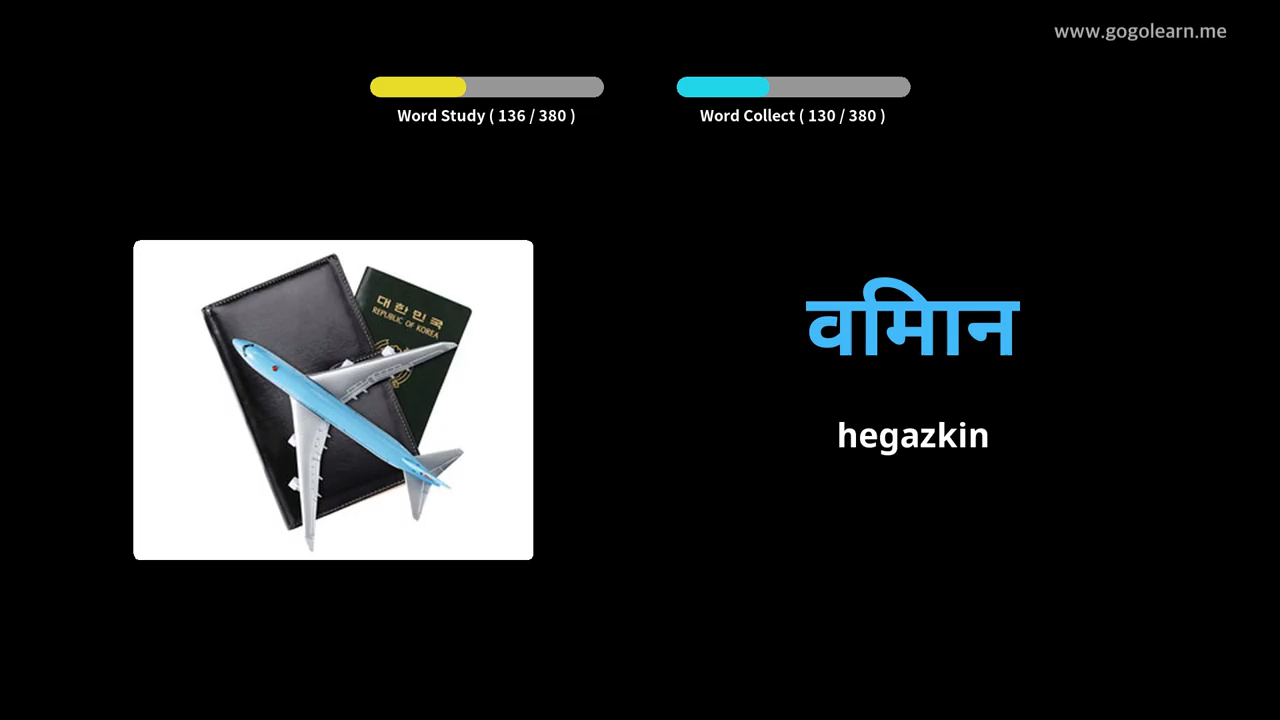 www.gogolearn.me
Word Study ( 136 / 380 )
Word Collect ( 130 / 380 )
대한민국
REPUBLIC OF KOREA
विमान
hegazkin